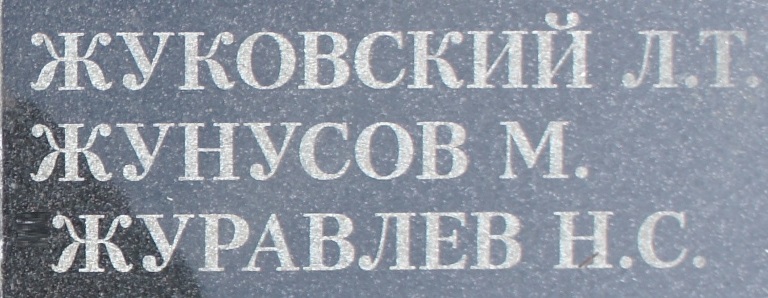 ЖУКОВСКИЙ Л.Т.
ЖУНУСОВ М.
ЖУРАВЛЕВ Н.С.